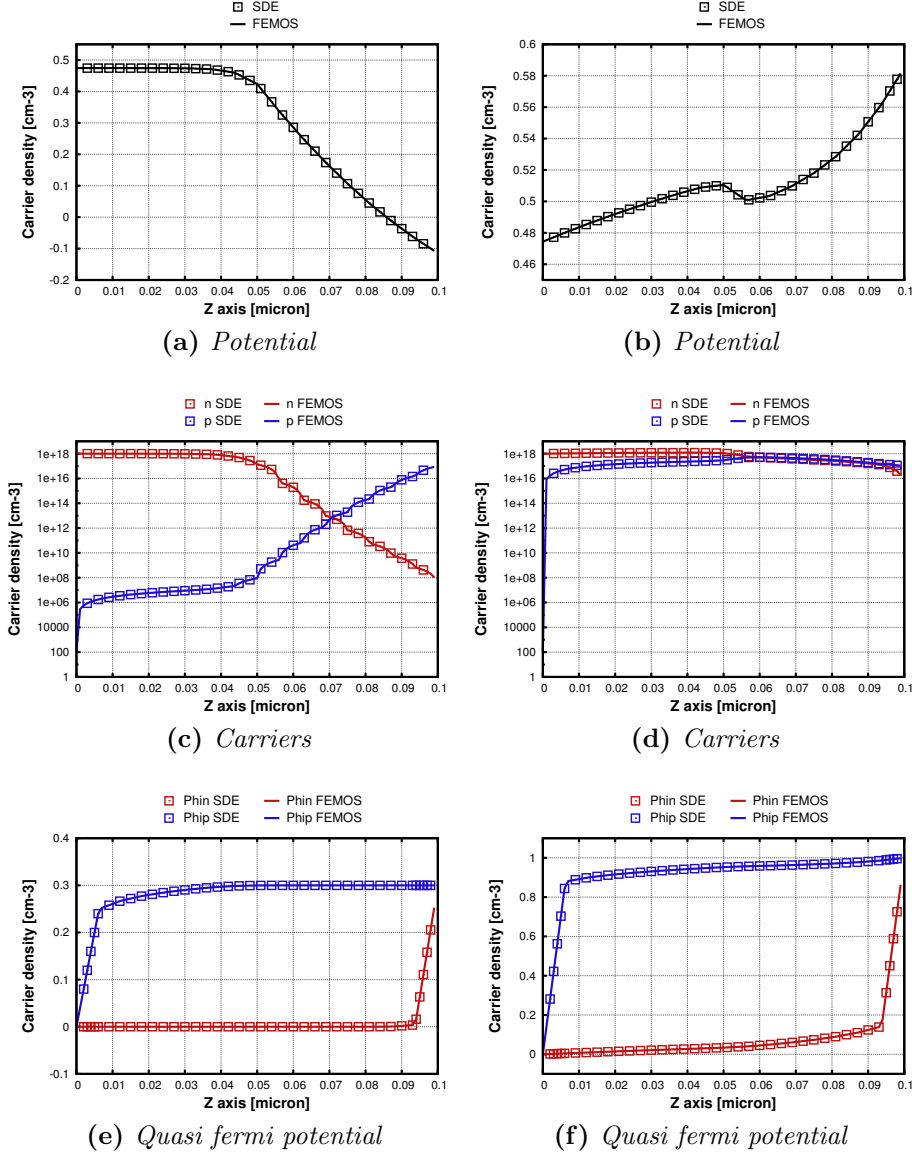 SDE
FEMOS
Carrier density [cm-3]
0.5
0.4
0.3
0.2
0.1
0
-0.1
-0.2
0 0.01 0.02 0.03 0.04 0.05 0.06 0.07 0.08 0.09 0.1
Z axis [micron]
(a) Potential
SDE
FEMOS
Carrier density [cm-3]
0.6
0.58
0.56
0.54
0.52
0.5
0.48
0.46
0 0.01 0.02 0.03 0.04 0.05 0.06 0.07 0.08 0.09 0.1
Z axis [micron]
(b) Potential
n SDE n FEMOS
p SDE p FEMOS
Carrier density [cm-3]
1e+18
1e+16
1e+14
1e+12
1e+10
1e+08
1e+06
10000
100
1
0 0.01 0.02 0.03 0.04 0.05 0.06 0.07 0.08 0.09 0.1
Z axis [micron]
(c) Carriers
n SDE n FEMOS
p SDE p FEMOS
Carrier density [cm-3]
1e+18
1e+16
1e+14
1e+12
1e+10
1e+08
1e+06
10000
100
1
0 0.01 0.02 0.03 0.04 0.05 0.06 0.07 0.08 0.09 0.1
Z axis [micron]
(d) Carriers
Phin SDE Phin FEMOS
Phip SDE Phip FEMOS
Carrier density [cm-3]
0.4
0.3
0.2
0.1
0
-0.1
0 0.01 0.02 0.03 0.04 0.05 0.06 0.07 0.08 0.09 0.1
Z axis [micron]
(e) Quasi fermi potential
Phin SDE Phin FEMOS
Phip SDE Phip FEMOS
Carrier density [cm-3]
1
0.8
0.6
0.4
0.2
0
0 0.01 0.02 0.03 0.04 0.05 0.06 0.07 0.08 0.09 0.1
Z axis [micron]
(f) Quasi fermi potential